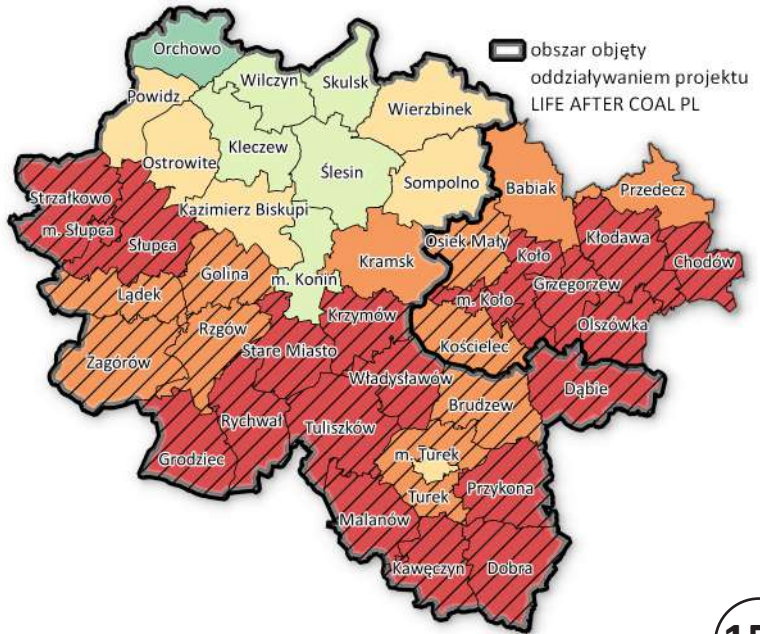 Orchowo
obszar objęty
oddziaływaniem projektu
LIFE AFTER COAL PL
Wilczyn
Skulsk
Powidz
Wierzbinek
Kleczew
Ostrowite
Ślesin
Sompolno
Babiak
Przedecz
Strzałkowo
Kazimierz Biskupi
m. Słupca
Słupca
Osiek Mały
Kłodawa
Golina
Kramsk
Koło
Chodów
m. Konin
Grzegorzew
Lądek
m. Koło
Krzymów
Olszówka
Rzgów
Stare Miasto
Kościelec
Zagórów
Władysławów
Dąbie
Brudzew
Rychwał
Tuliszków
m. Turek
Grodziec
Turek
Przykona
Malanów
Kawęczyn
Dobra